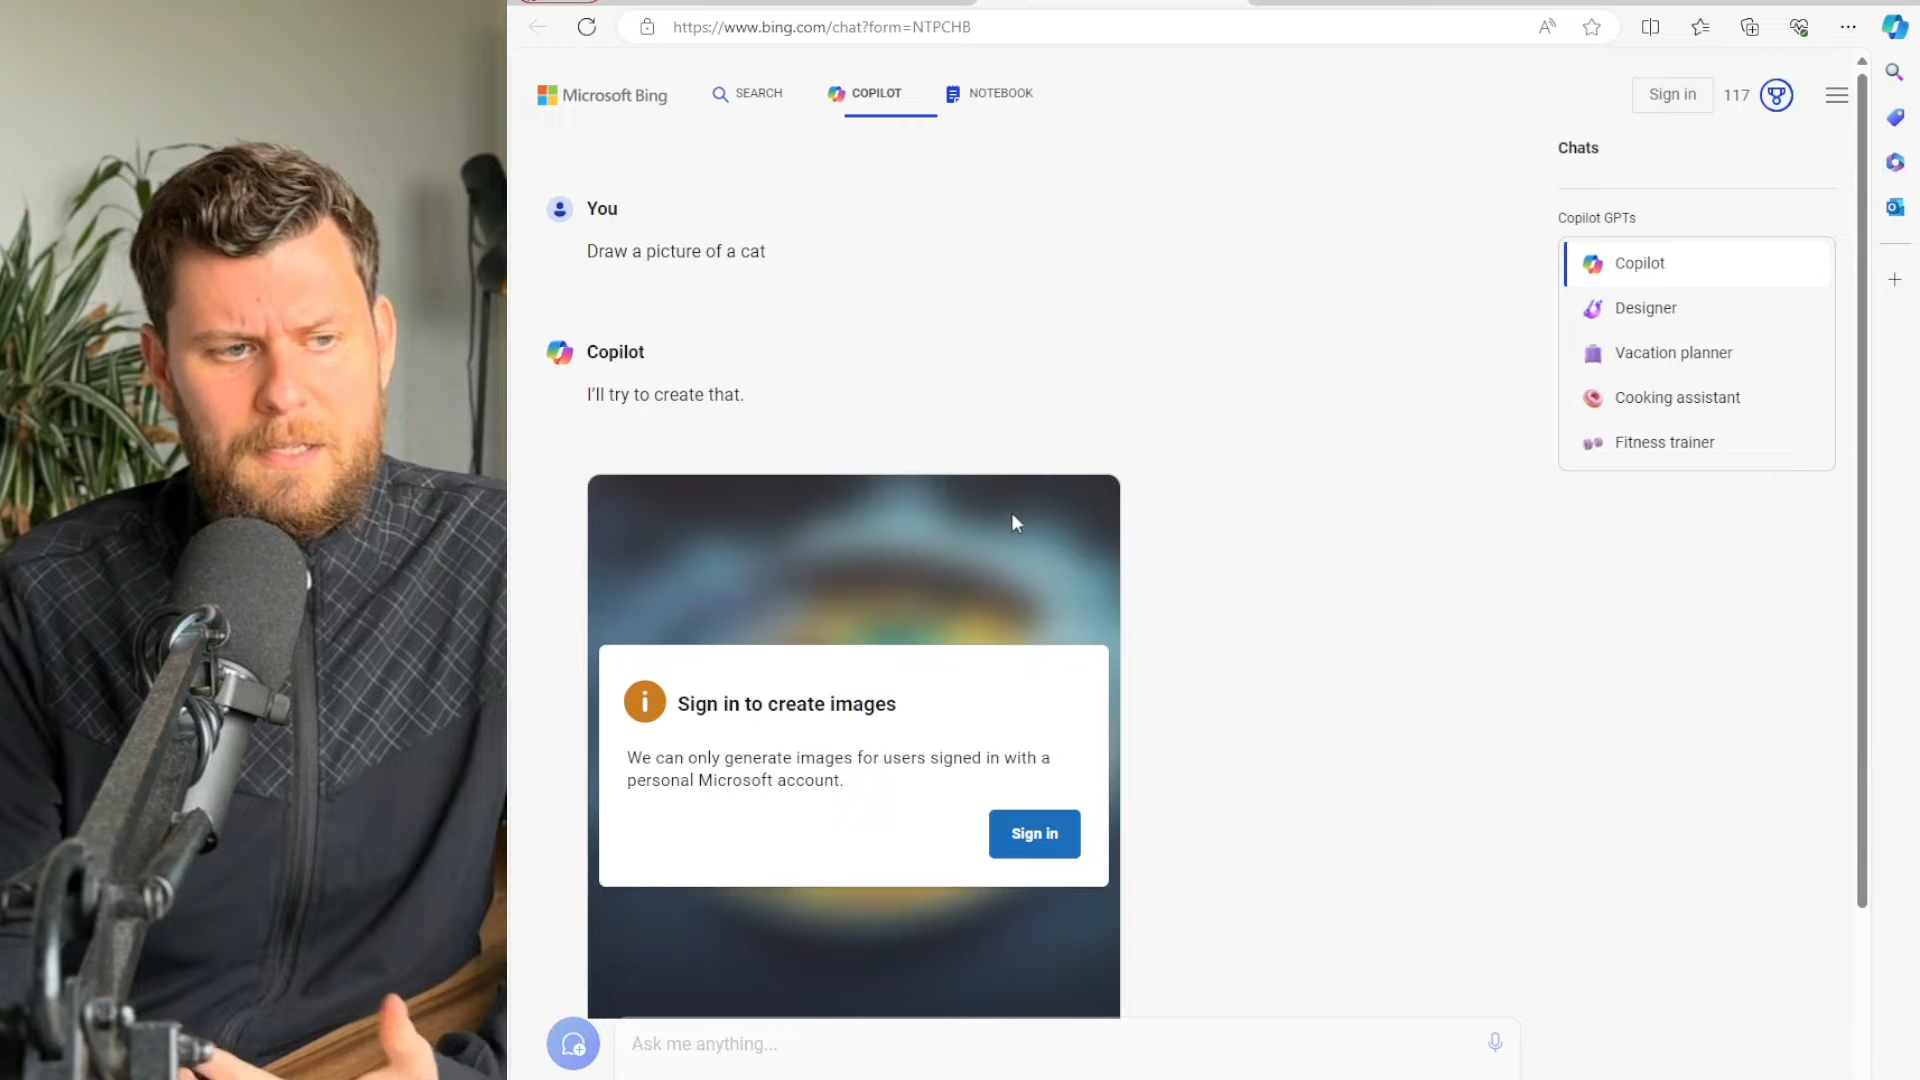 https://www.bing.com/chat?form=NTPCHB
Microsoft Bing
SEARCH
COPILOT
NOTEBOOK
Sign in
117
Chats
You
Draw a picture of a cat
Copilot GPTs
Copilot
Designer
Vacation planner
Cooking assistant
Fitness trainer
Copilot
I'll try to create that.
Sign in to create images
We can only generate images for users signed in with a
personal Microsoft account.
Sign in
Ask me anything...